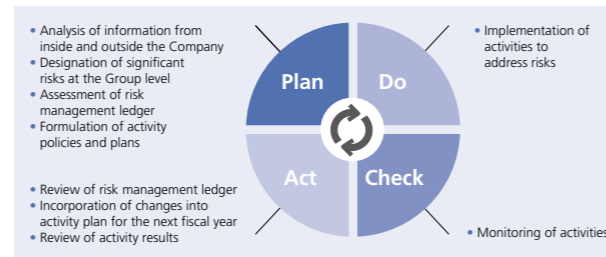 • Analysis of information from
inside and outside the Company
• Designation of significant
risks at the Group level
• Assessment of risk
management ledger
• Formulation of activity
policies and plans
• Implementation of
activities to
address risks
Plan
Do
Act
Check
• Review of risk management ledger
• Incorporation of changes into
activity plan for the next fiscal year
• Review of activity results
• Monitoring of activities